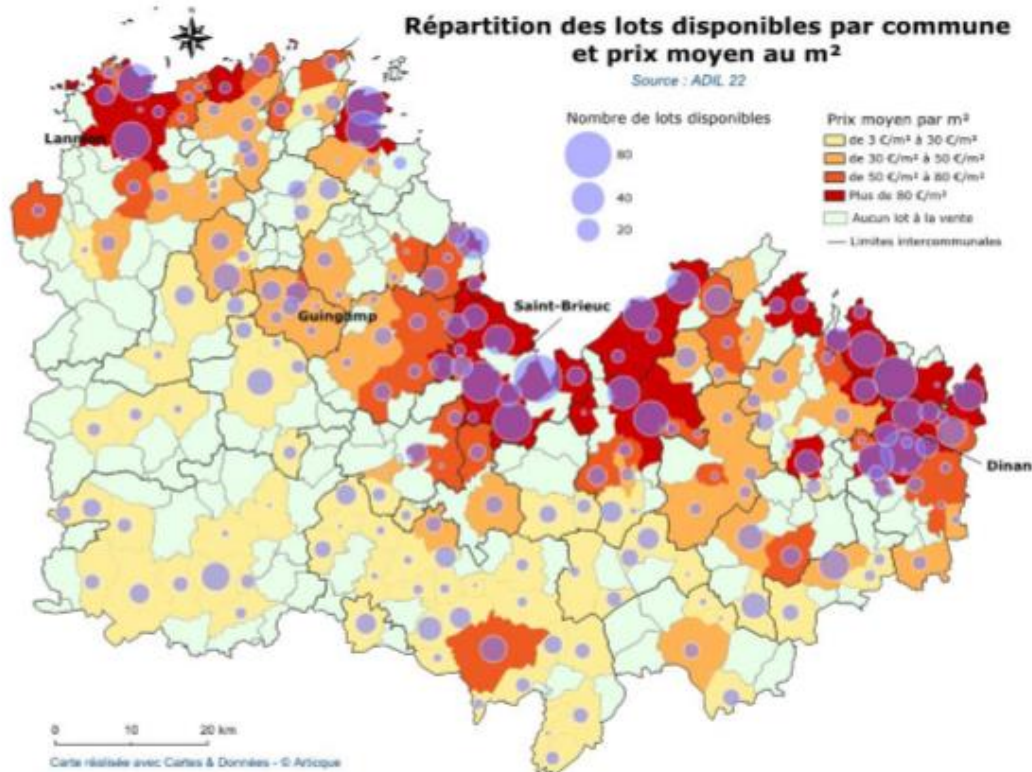 Répartition des lots disponibles par commune
et prix moyen au m²
Source : ADIL 22
Nombre de lots disponibles
80
40
20
Prix moyen par m²
de 3 €/m² à 30 €/m²
de 30 €/m² à 50 €/m²
de 50 €/m² à 80 €/m²
Plus de 80 €/m²
Aucun lot à la vente
Limites intercommunales
Lanmen
Guingamp
Saint-Brieuc
Dinan
0 10 20 km
Carte réalisée avec Cartes & Données - © Articque